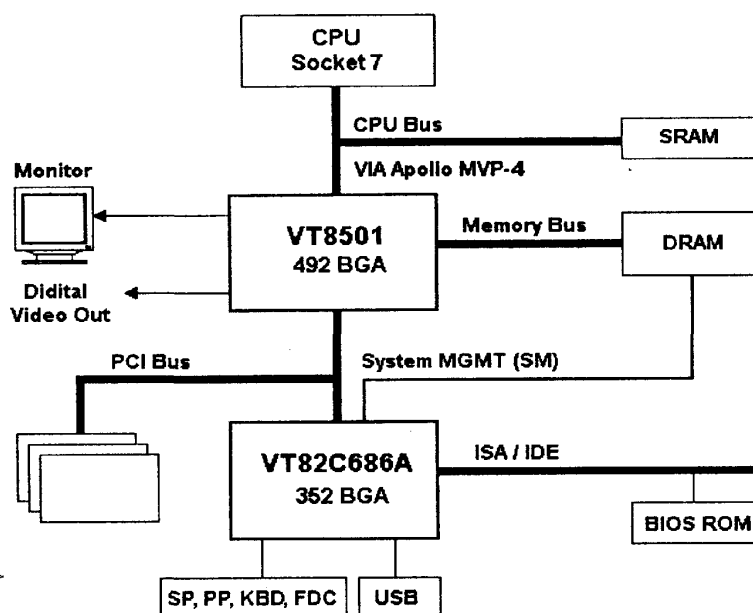 CPU
Socket 7
CPU Bus
SRAM
VIA Apollo MVP-4
Monitor
VT8501
492 BGA
Memory Bus
DRAM
Didital
Video Out
PCI Bus
System MGMT (SM)
VT82C686A
352 BGA
ISA / IDE
BIOS ROM
SP, PP, KBD, FDC
USB